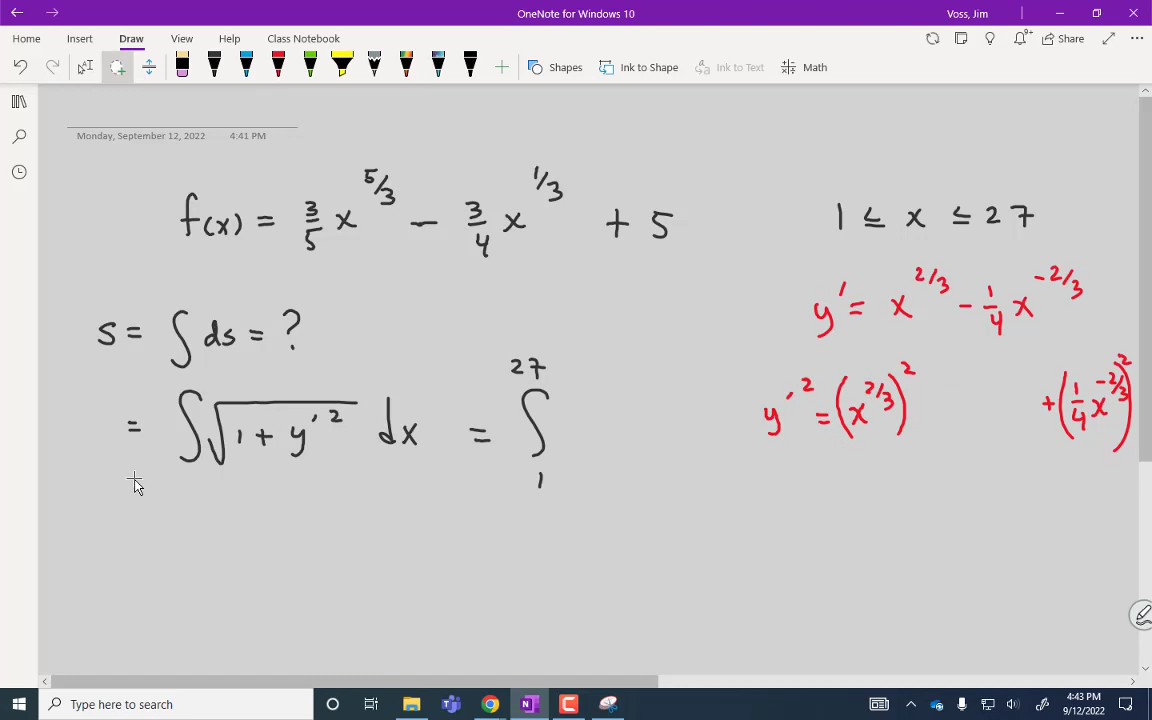 OneNote for Windows 10
Voss, Jim
Home Insert Draw View Help Class Notebook
Share
Shapes Ink to Shape Ink to Text Math
Monday, September 12, 2022 4:41 PM
f(x) = 3/5 x^5/3 - 3/4 x^1/3 + 5
1 ≤ x ≤ 27
y' = x^2/3 - 1/4 x^-2/3
s = ∫ ds = ?
y'^2 = (x^2/3)^2 + (1/4 x^-2/3)^2
= ∫ √(1 + y'^2) dx = ∫_1^27
Type here to search
4:43 PM
9/12/2022